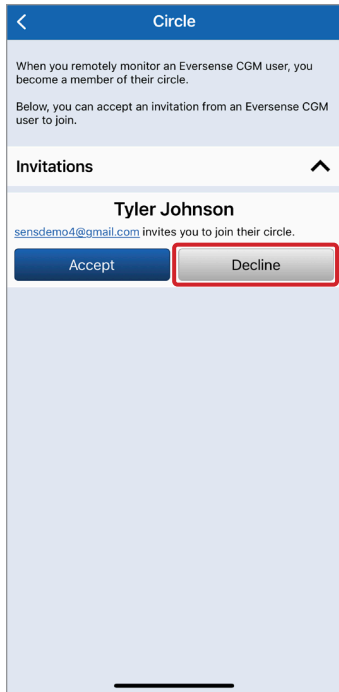 Circle
When you remotely monitor an Eversense CGM user, you
become a member of their circle.
Below, you can accept an invitation from an Eversense CGM
user to join.
Invitations
Tyler Johnson
sensdemo4@gmail.com invites you to join their circle.
Accept Decline